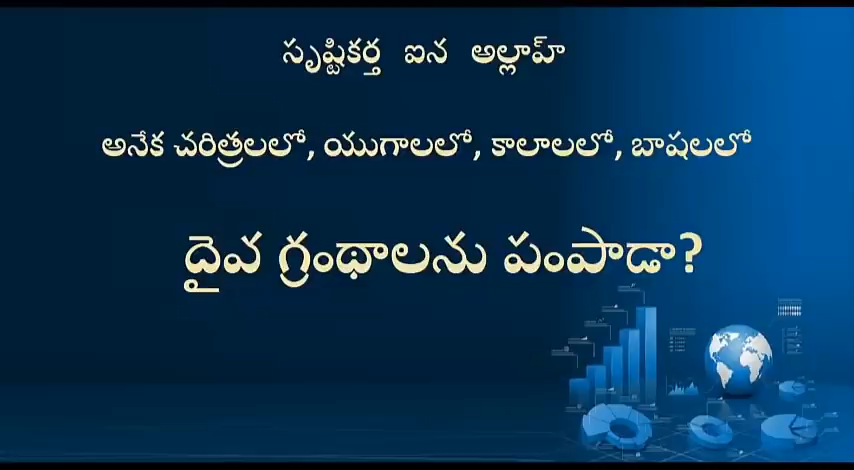 సృష్టికర్త ఐన అల్లాహ్
అనేక చరిత్రలలో, యుగాలలో, కాలాలలో, బాషలలో
దైవ గ్రంథాలను పంపాడా?